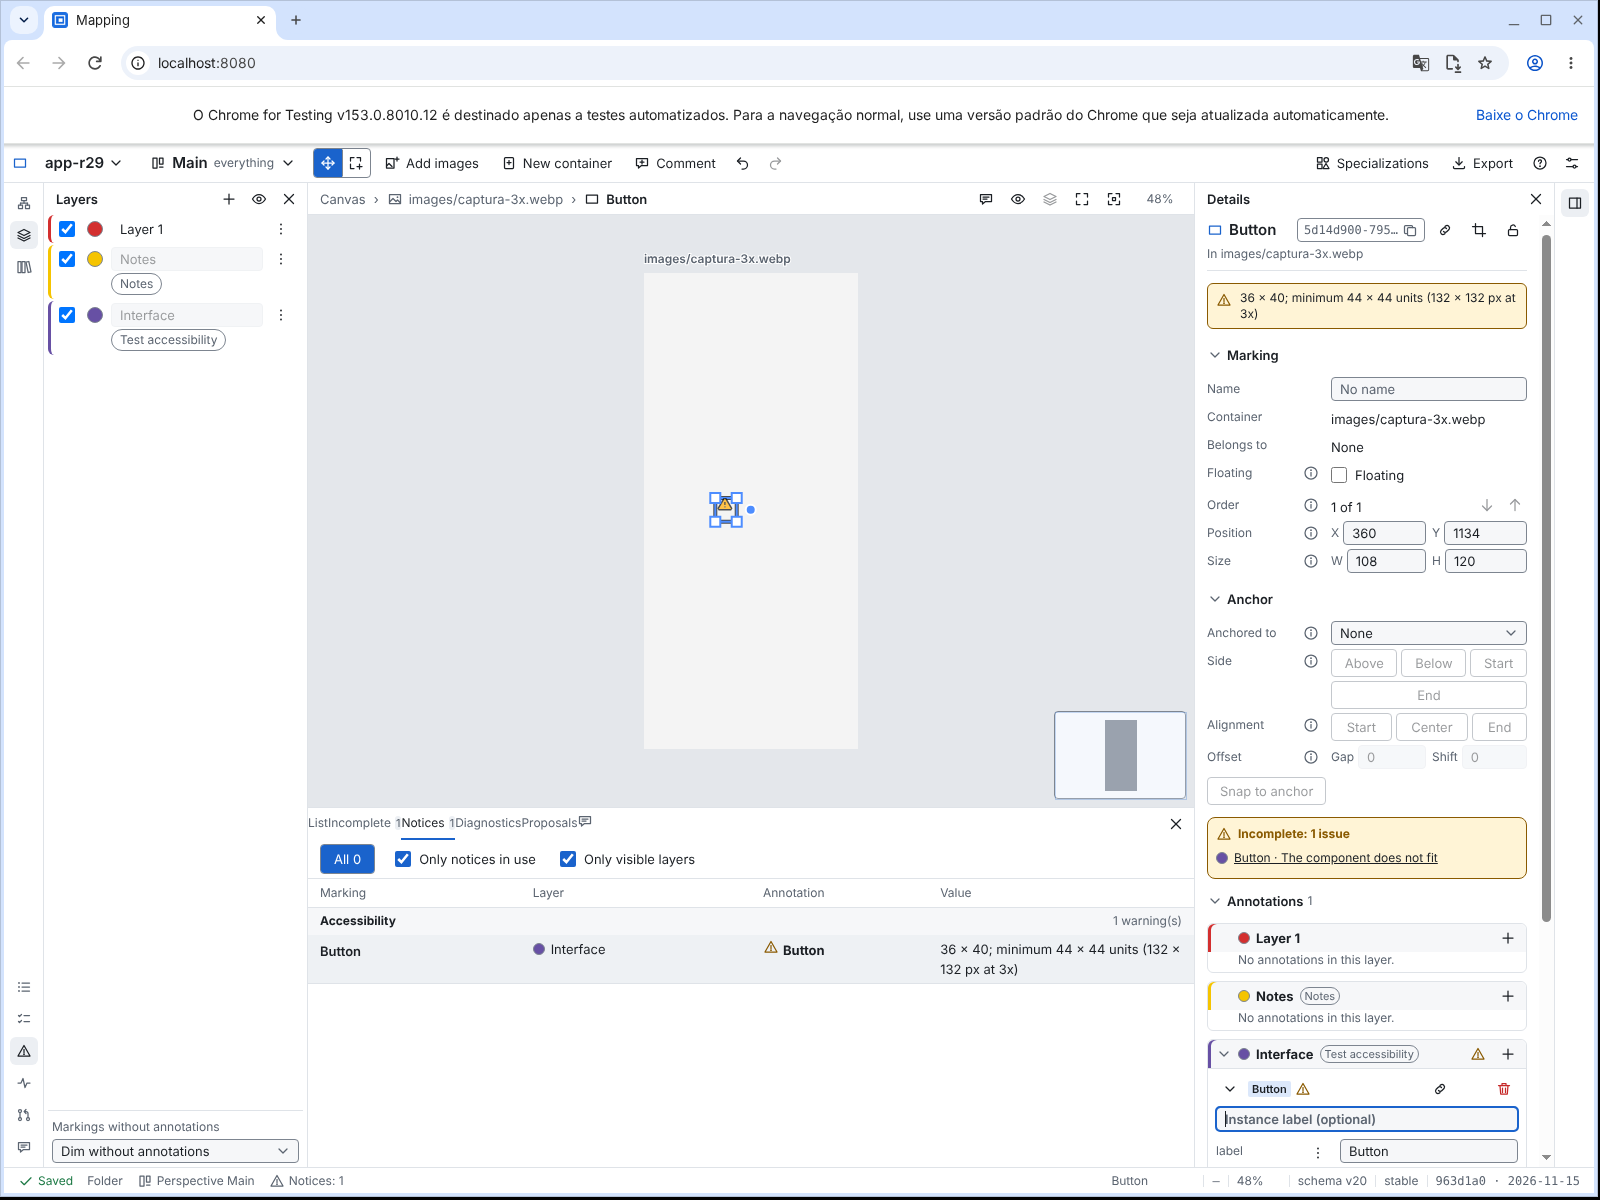 Mapping
localhost:8080
O Chrome for Testing v153.0.8010.12 é destinado apenas a testes automatizados. Para a navegação normal, use uma versão padrão do Chrome que seja atualizada automaticamente.
Baixe o Chrome
app-r29
Main everything
Add images
New container
Comment
Specializations
Export
Layers
Layer 1
Notes
Notes
Interface
Test accessibility
Markings without annotations
Dim without annotations
Canvas
images/captura-3x.webp
Button
48%
images/captura-3x.webp
List
Incomplete 1
Notices 1
Diagnostics
Proposals
All 0
Only notices in use
Only visible layers
Marking Layer Annotation Value
Accessibility
1 warning(s)
Button
Interface
Button
36 × 40; minimum 44 × 44 units (132 ×
132 px at 3x)
Details
Button
5d14d900-795…
In images/captura-3x.webp
36 × 40; minimum 44 × 44 units (132 × 132 px at
3x)
Marking
Name
No name
Container
images/captura-3x.webp
Belongs to
None
Floating
Floating
Order
1 of 1
Position
X 360
Y 1134
Size
W 108
H 120
Anchor
Anchored to
None
Side
Above
Below
Start
End
Alignment
Start
Center
End
Offset
Gap 0
Shift 0
Snap to anchor
Incomplete: 1 issue
Button · The component does not fit
Annotations 1
Layer 1
No annotations in this layer.
Notes
Notes
No annotations in this layer.
Interface
Test accessibility
Button
Instance label (optional)
label
Button
Saved
Folder
Perspective Main
Notices: 1
Button
– 48%
schema v20
stable
963d1a0 · 2026-11-15